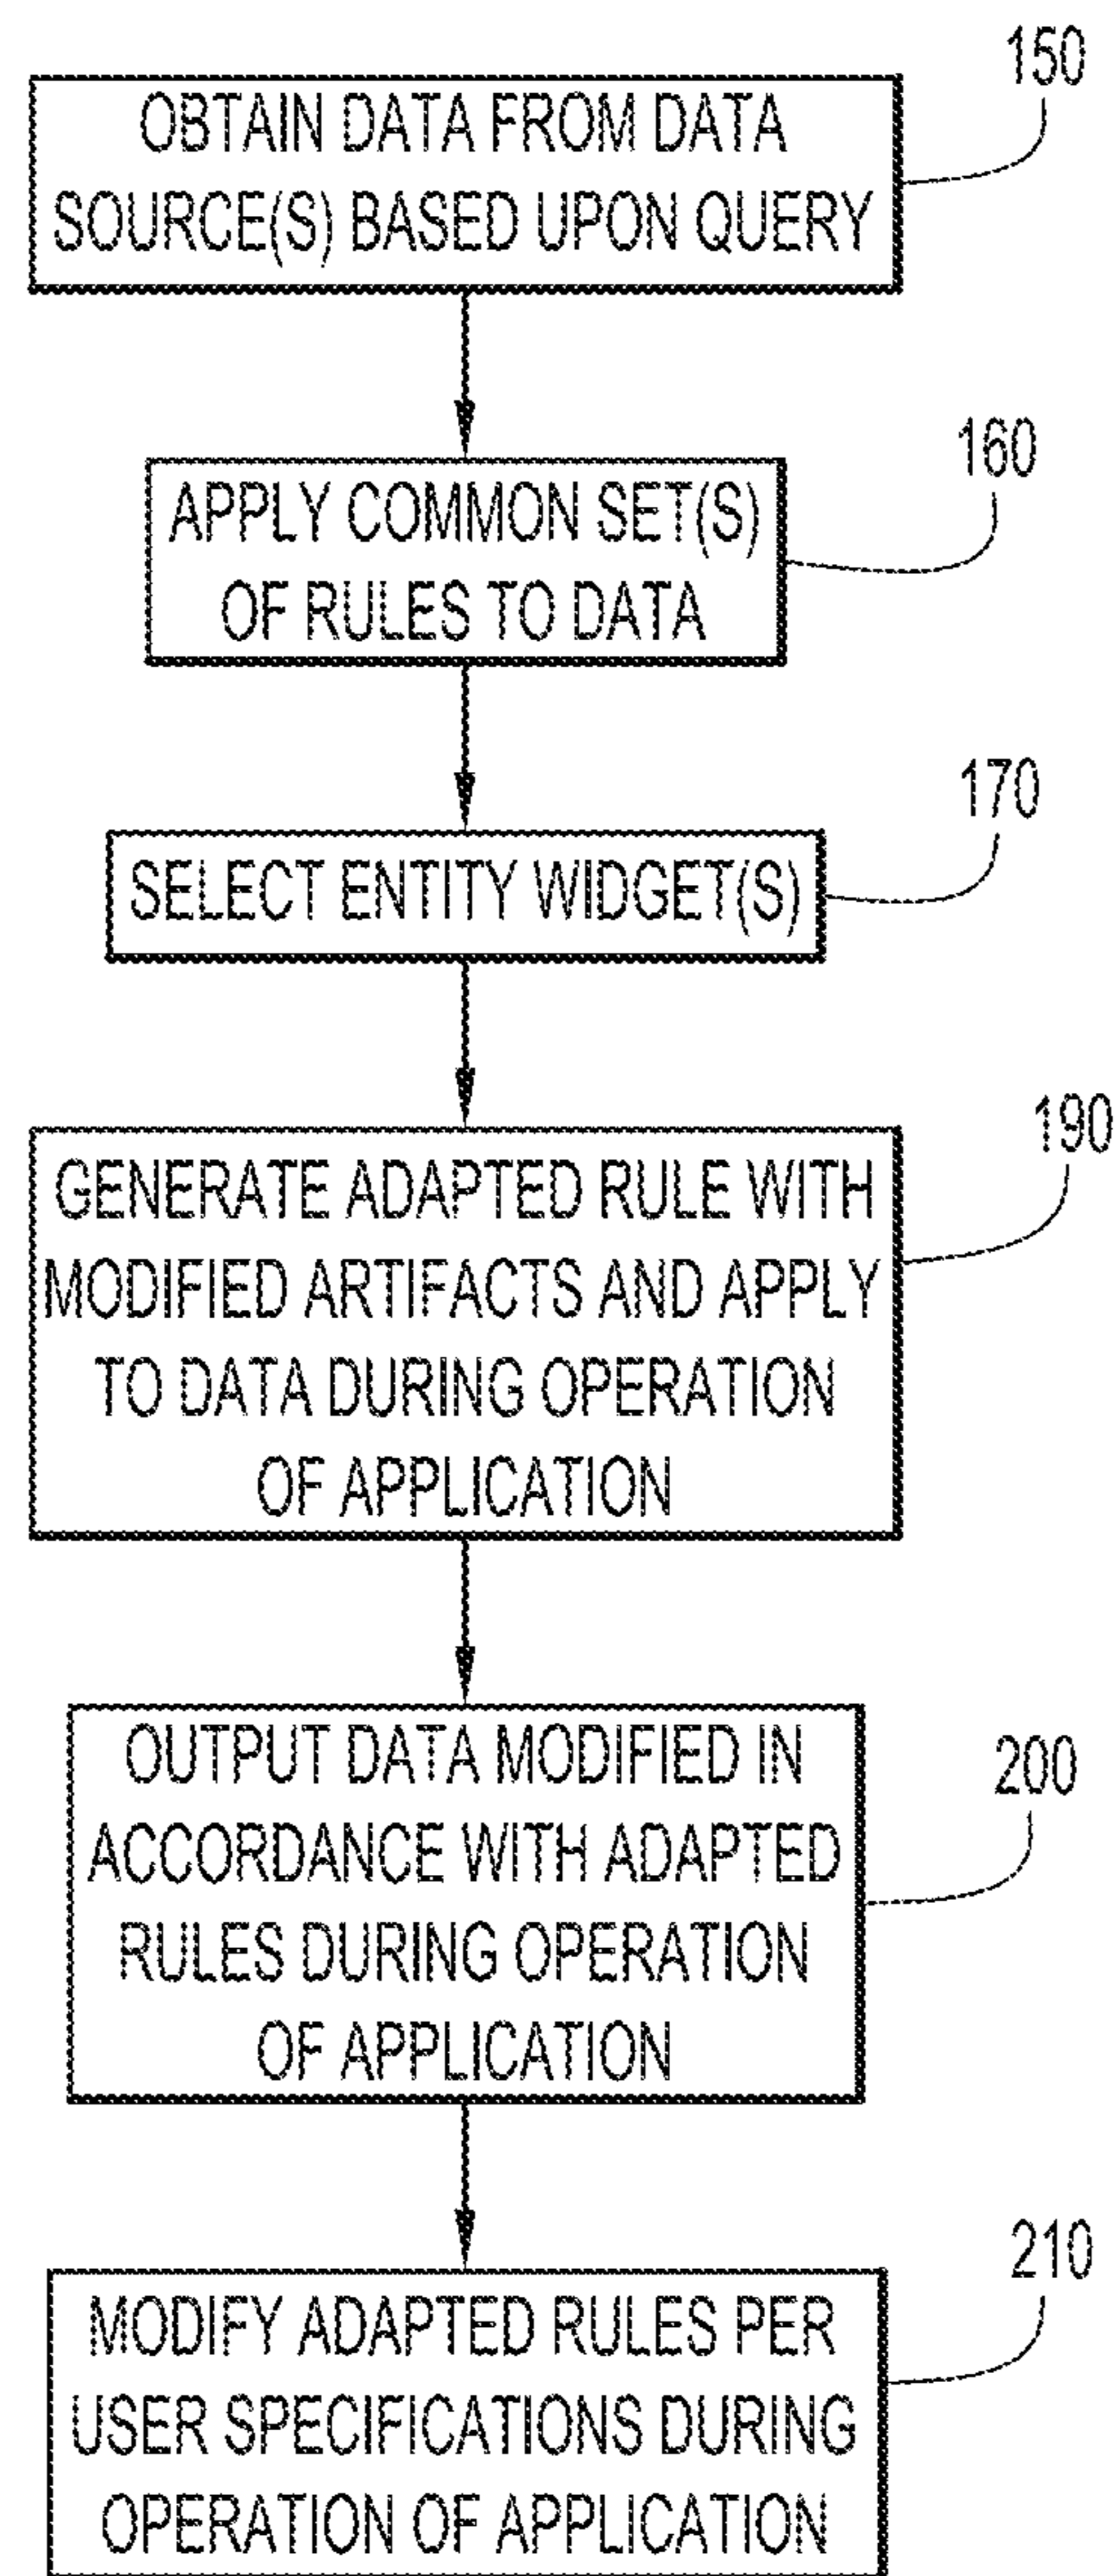 150
OBTAIN DATA FROM DATA
SOURCE(S) BASED UPON QUERY
160
APPLY COMMON SET(S)
OF RULES TO DATA
170
SELECT ENTITY WIDGET(S)
190
GENERATE ADAPTED RULE WITH
MODIFIED ARTIFACTS AND APPLY
TO DATA DURING OPERATION
OF APPLICATION
200
OUTPUT DATA MODIFIED IN
ACCORDANCE WITH ADAPTED
RULES DURING OPERATION
OF APPLICATION
210
MODIFY ADAPTED RULES PER
USER SPECIFICATIONS DURING
OPERATION OF APPLICATION